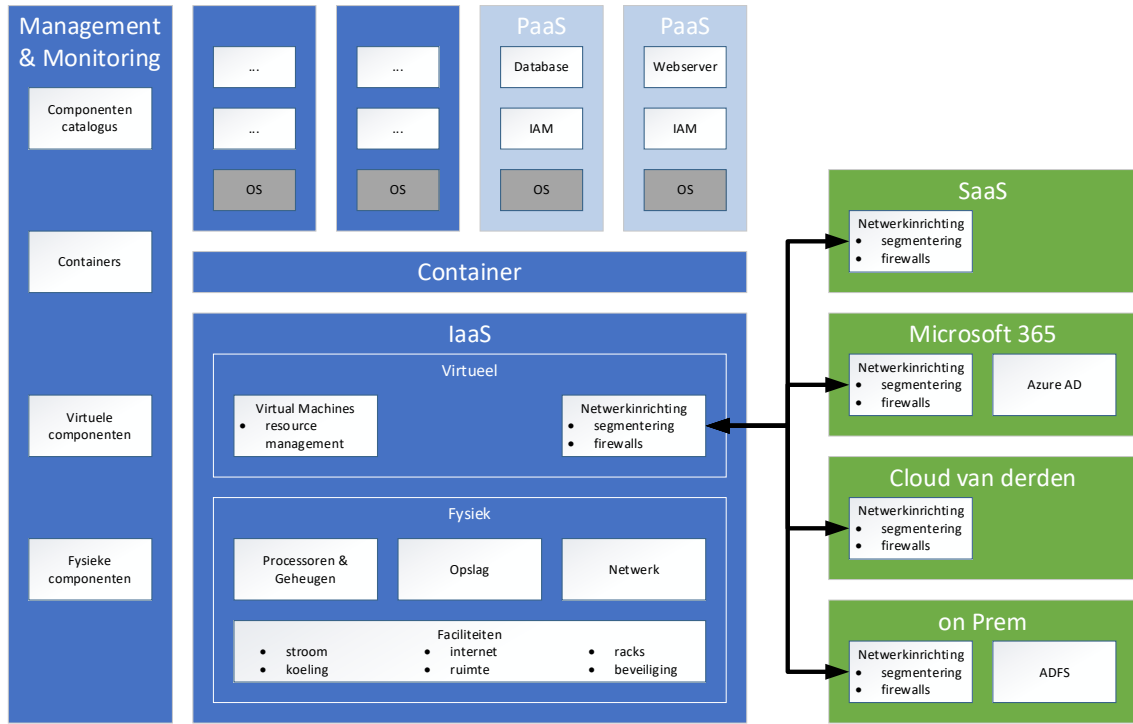 Management
& Monitoring
Componenten
catalogus
Containers
Virtuele
componenten
Fysieke
componenten
...
...
OS
...
...
OS
PaaS
Database
IAM
OS
PaaS
Webserver
IAM
OS
Container
IaaS
Virtueel
Virtual Machines
• resource
management
Netwerkinrichting
• segmentering
• firewalls
Fysiek
Processoren &
Geheugen
Opslag
Netwerk
Faciliteiten
• stroom
• koeling
• internet
• ruimte
• racks
• beveiliging
SaaS
Netwerkinrichting
• segmentering
• firewalls
Microsoft 365
Netwerkinrichting
• segmentering
• firewalls
Azure AD
Cloud van derden
Netwerkinrichting
• segmentering
• firewalls
on Prem
Netwerkinrichting
• segmentering
• firewalls
ADFS